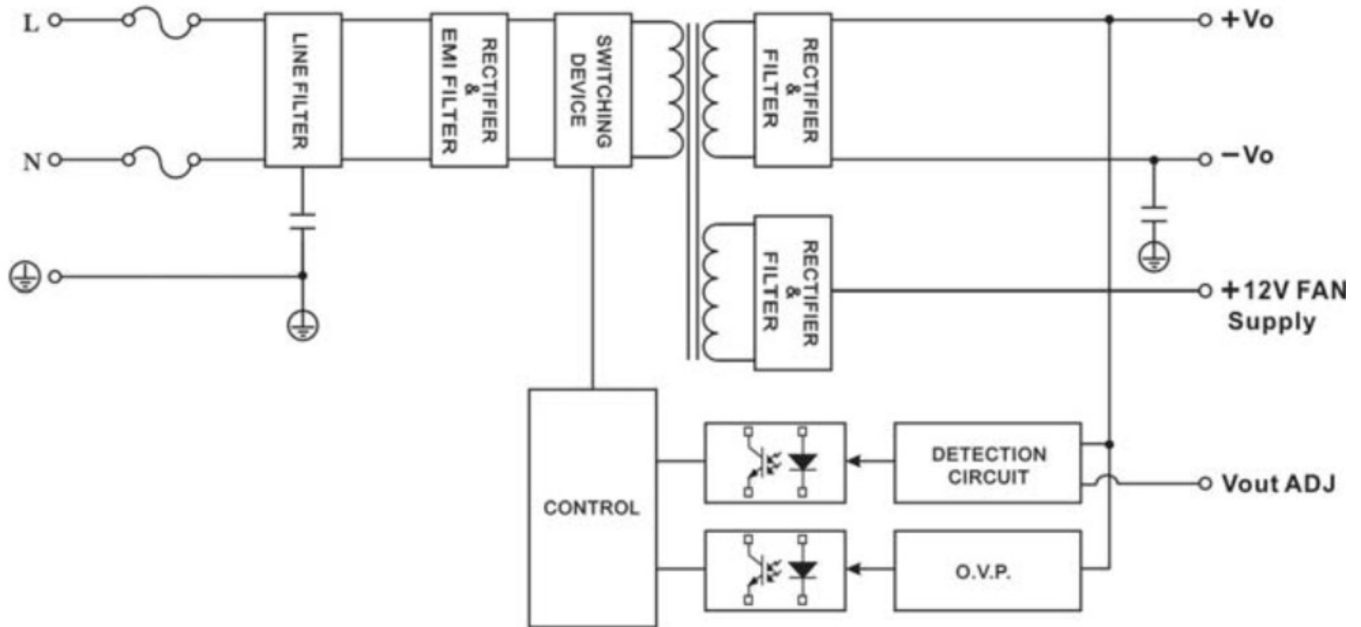 L
LINE FILTER
RECTIFIER
&
EMI FILTER
SWITCHING
DEVICE
RECTIFIER
&
FILTER
+Vo
N
−Vo
RECTIFIER
&
FILTER
+12V FAN
Supply
CONTROL
DETECTION
CIRCUIT
Vout ADJ
O.V.P.